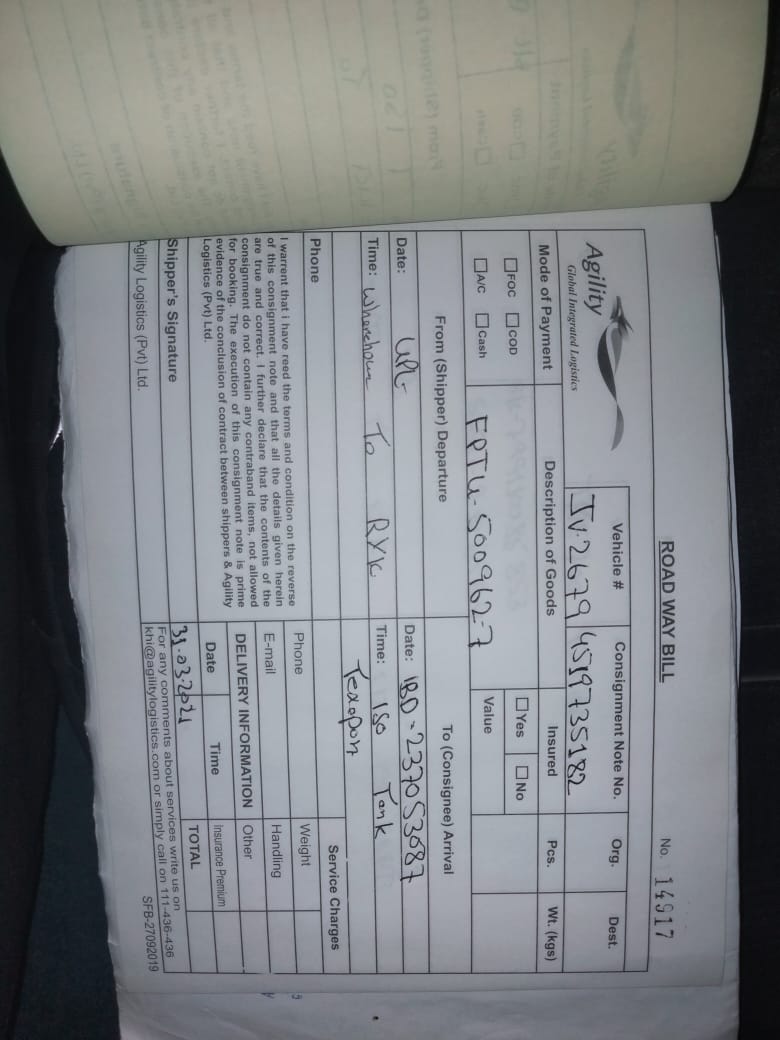 ROAD WAY BILL
No. 14917
Agility
Global Integrated Logistics
Vehicle #
Consignment Note No.
Org.
Dest.
JV-2679
4519735182
Mode of Payment
Description of Goods
Insured
Pcs.
Wt. (kgs)
FOC COD
Yes No
A/C Cash
FPTU-500962-7
Value
From (Shipper) Departure
To (Consignee) Arrival
Date: UPL
Date: IBD-237053087
Time: Wherehouse To RYK
Time: ISO Tank
Phone
Service Charges
Phone
Weight
E-mail
Handling
DELIVERY INFORMATION
Other
Date
Time
Insurance Premium
31-03-2021
TOTAL
I warrent that i have reed the terms and condition on the reverse
of this consignment note and that all the details given herein
are true and correct. I further declare that the contents of the
consignment do not contain any contraband items, not allowed
for booking. The execution of this consignment note is prime
evidence of the conclusion of contract between shippers & Agility
Logistics (Pvt) Ltd.
Shipper's Signature
Agility Logistics (Pvt) Ltd.
For any comments about services write us on
khi@agilitylogistics.com or simply call on 111-436-436
SFB-27092019